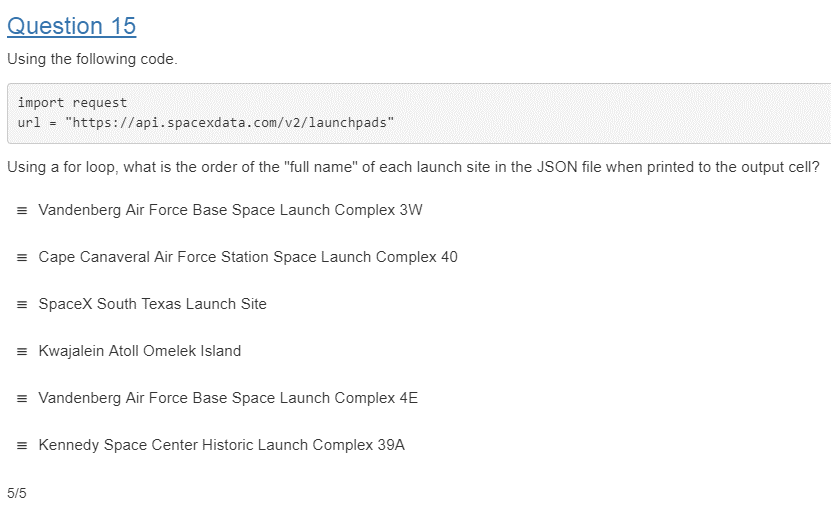 Question 15
Using the following code.
import request
url = "https://api.spacexdata.com/v2/launchpads"
Using a for loop, what is the order of the "full name" of each launch site in the JSON file when printed to the output cell?
≡ Vandenberg Air Force Base Space Launch Complex 3W
≡ Cape Canaveral Air Force Station Space Launch Complex 40
≡ SpaceX South Texas Launch Site
≡ Kwajalein Atoll Omelek Island
≡ Vandenberg Air Force Base Space Launch Complex 4E
≡ Kennedy Space Center Historic Launch Complex 39A
5/5